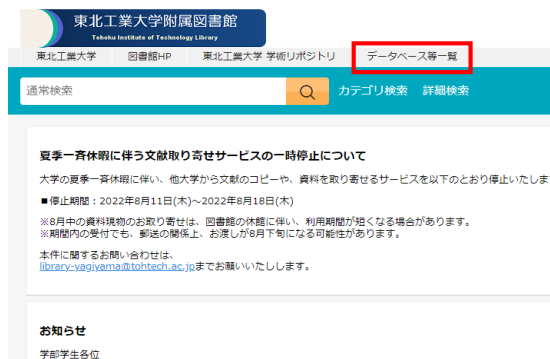 東北工業大学附属図書館
Tohoku Institute of Technology Library
東北工業大学 図書館HP 東北工業大学 学術リポジトリ データベース等一覧
通常検索 カテゴリ検索 詳細検索
夏季一斉休暇に伴う文献取り寄せサービスの一時停止について
大学の夏季一斉休暇に伴い、他大学から文献のコピーや、資料を取り寄せるサービスを以下のとおり停止いたしま
■停止期間：2022年8月11日(木)～2022年8月18日(木)
※8月中の資料現物のお取り寄せは、図書館の休館に伴い、利用期間が短くなる場合があります。
※期間内の受付でも、郵送の関係上、お渡しが8月下旬になる可能性があります。
本件に関するお問い合わせは、
library-yagiyama@tohtech.ac.jpまでお願いいたしします。
お知らせ
学部学生各位